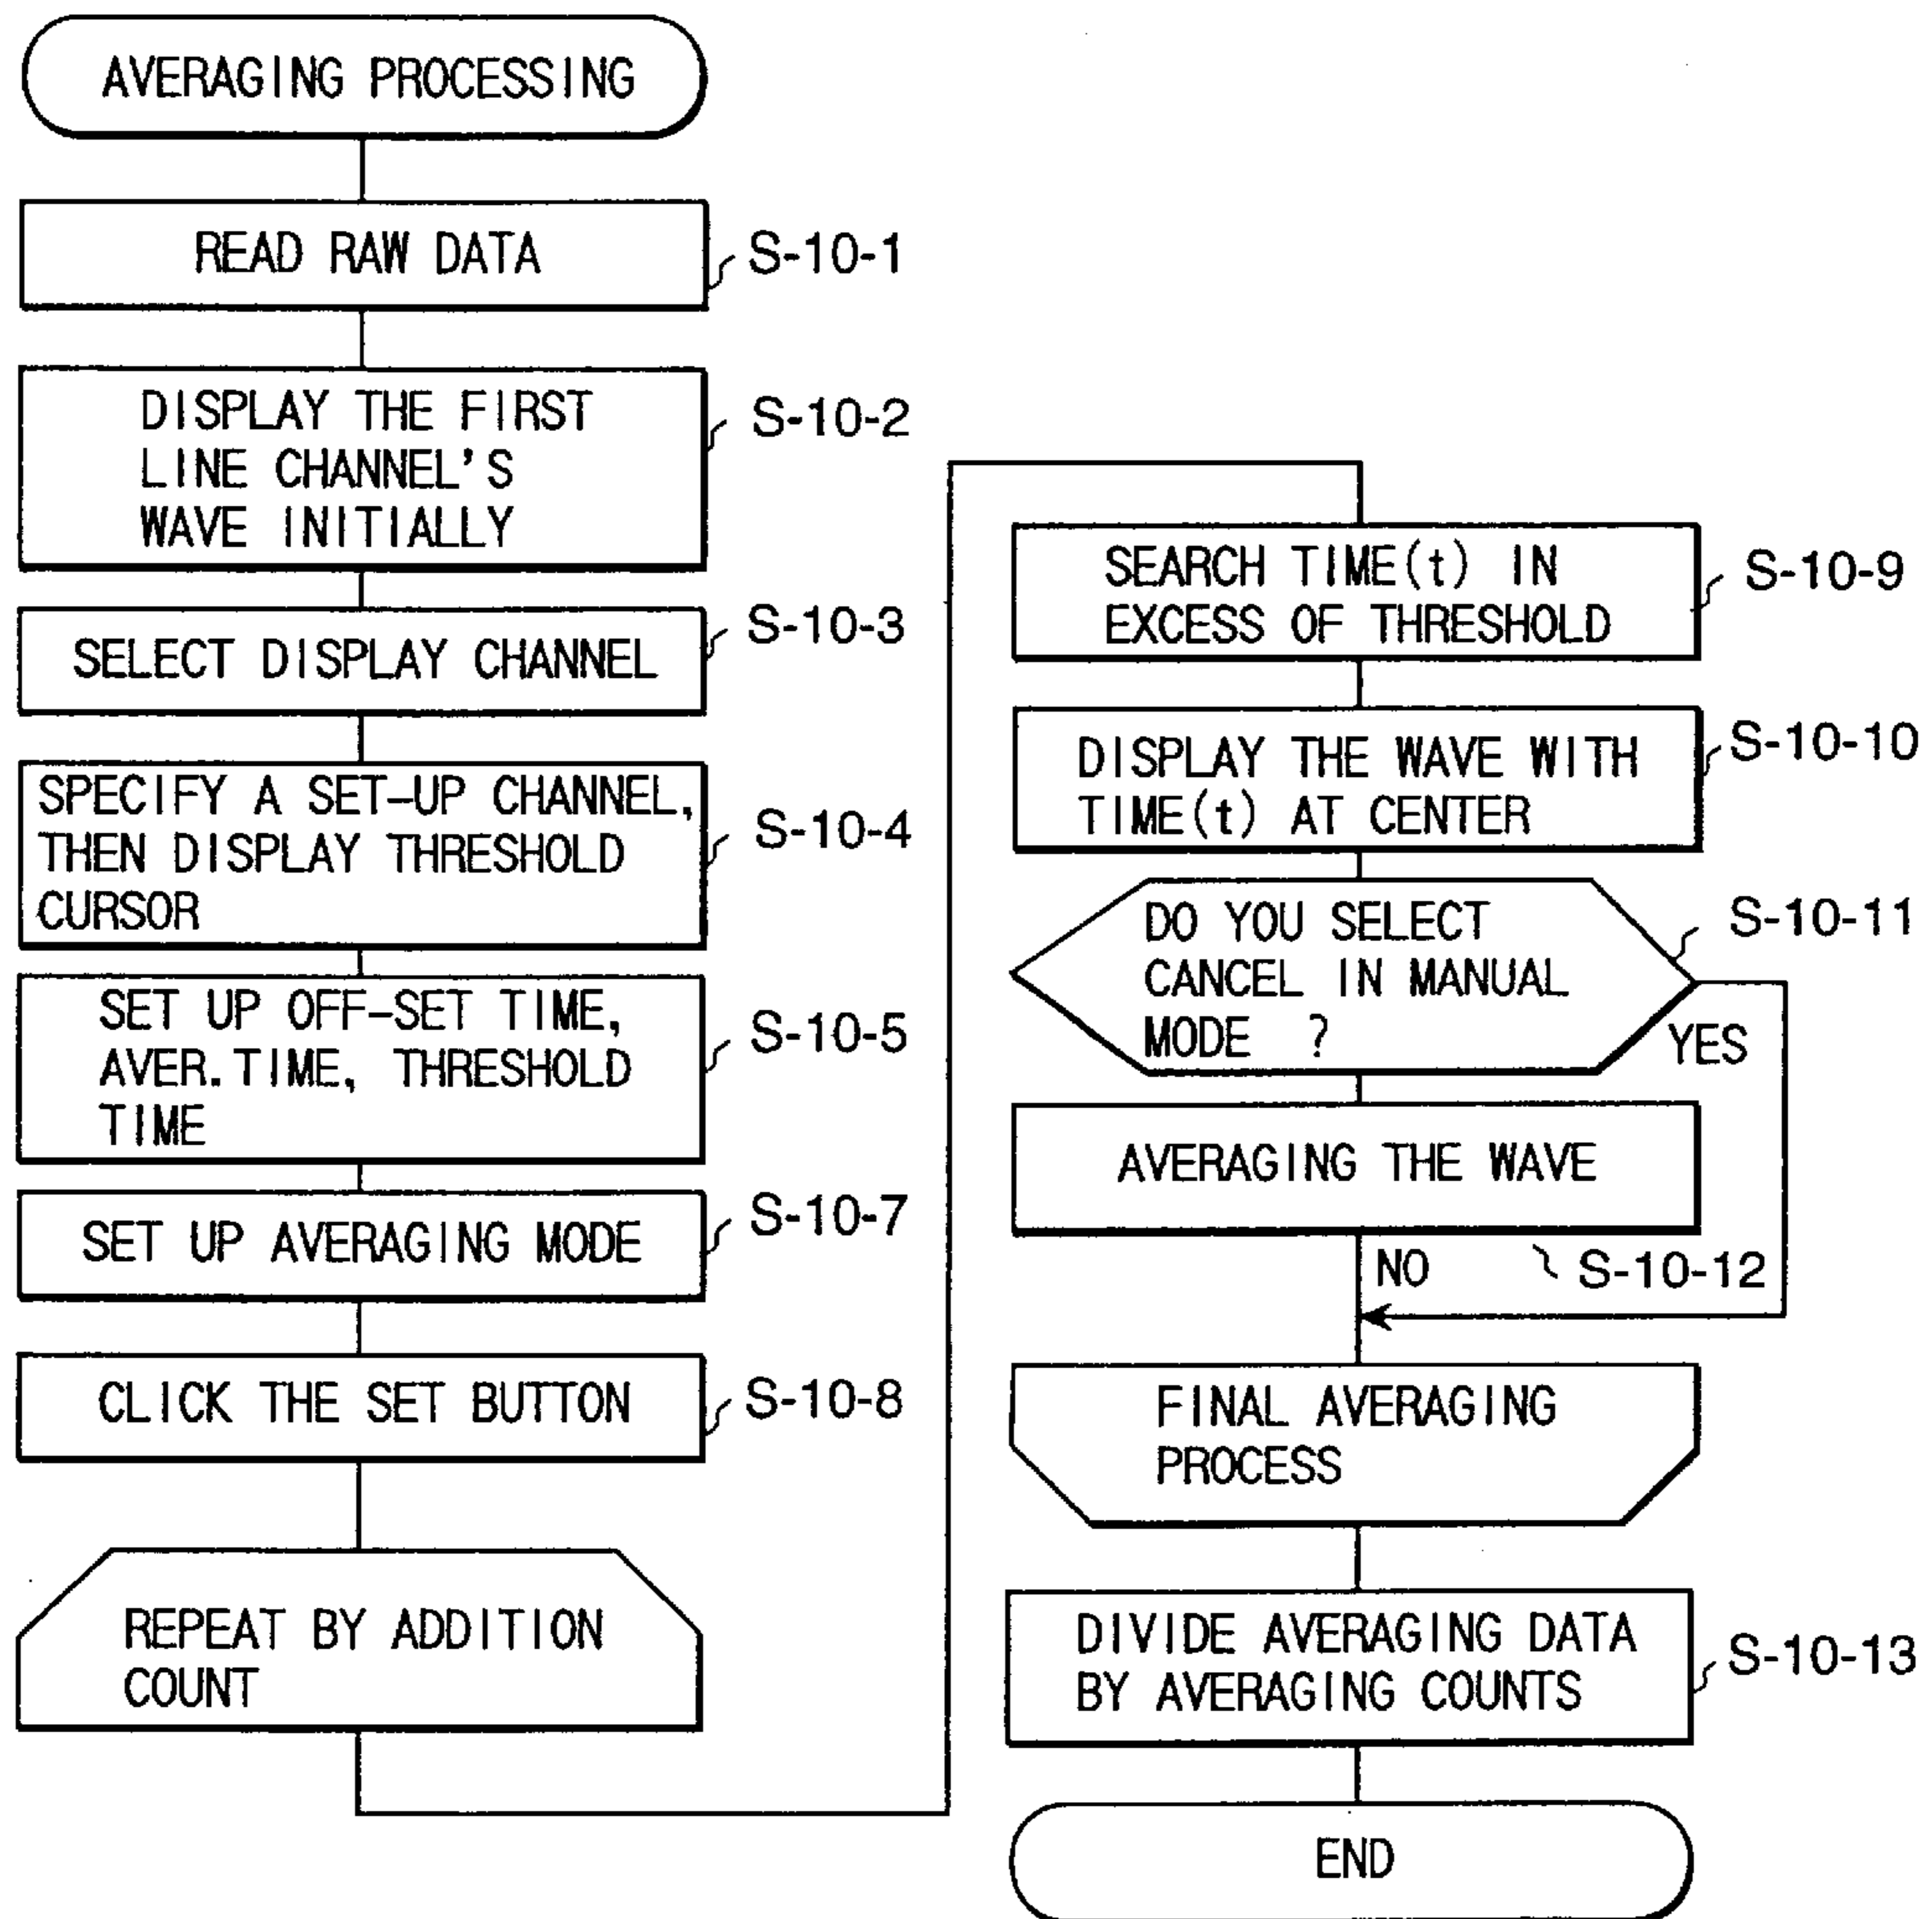 AVERAGING PROCESSING
READ RAW DATA
S-10-1
DISPLAY THE FIRST
LINE CHANNEL'S
WAVE INITIALLY
S-10-2
SELECT DISPLAY CHANNEL
S-10-3
SPECIFY A SET-UP CHANNEL,
THEN DISPLAY THRESHOLD
CURSOR
S-10-4
SET UP OFF-SET TIME,
AVER. TIME, THRESHOLD
TIME
S-10-5
SET UP AVERAGING MODE
S-10-7
CLICK THE SET BUTTON
S-10-8
REPEAT BY ADDITION
COUNT
SEARCH TIME(t) IN
EXCESS OF THRESHOLD
S-10-9
DISPLAY THE WAVE WITH
TIME(t) AT CENTER
S-10-10
DO YOU SELECT
CANCEL IN MANUAL
MODE ?
S-10-11
YES
AVERAGING THE WAVE
NO
S-10-12
FINAL AVERAGING
PROCESS
DIVIDE AVERAGING DATA
BY AVERAGING COUNTS
S-10-13
END